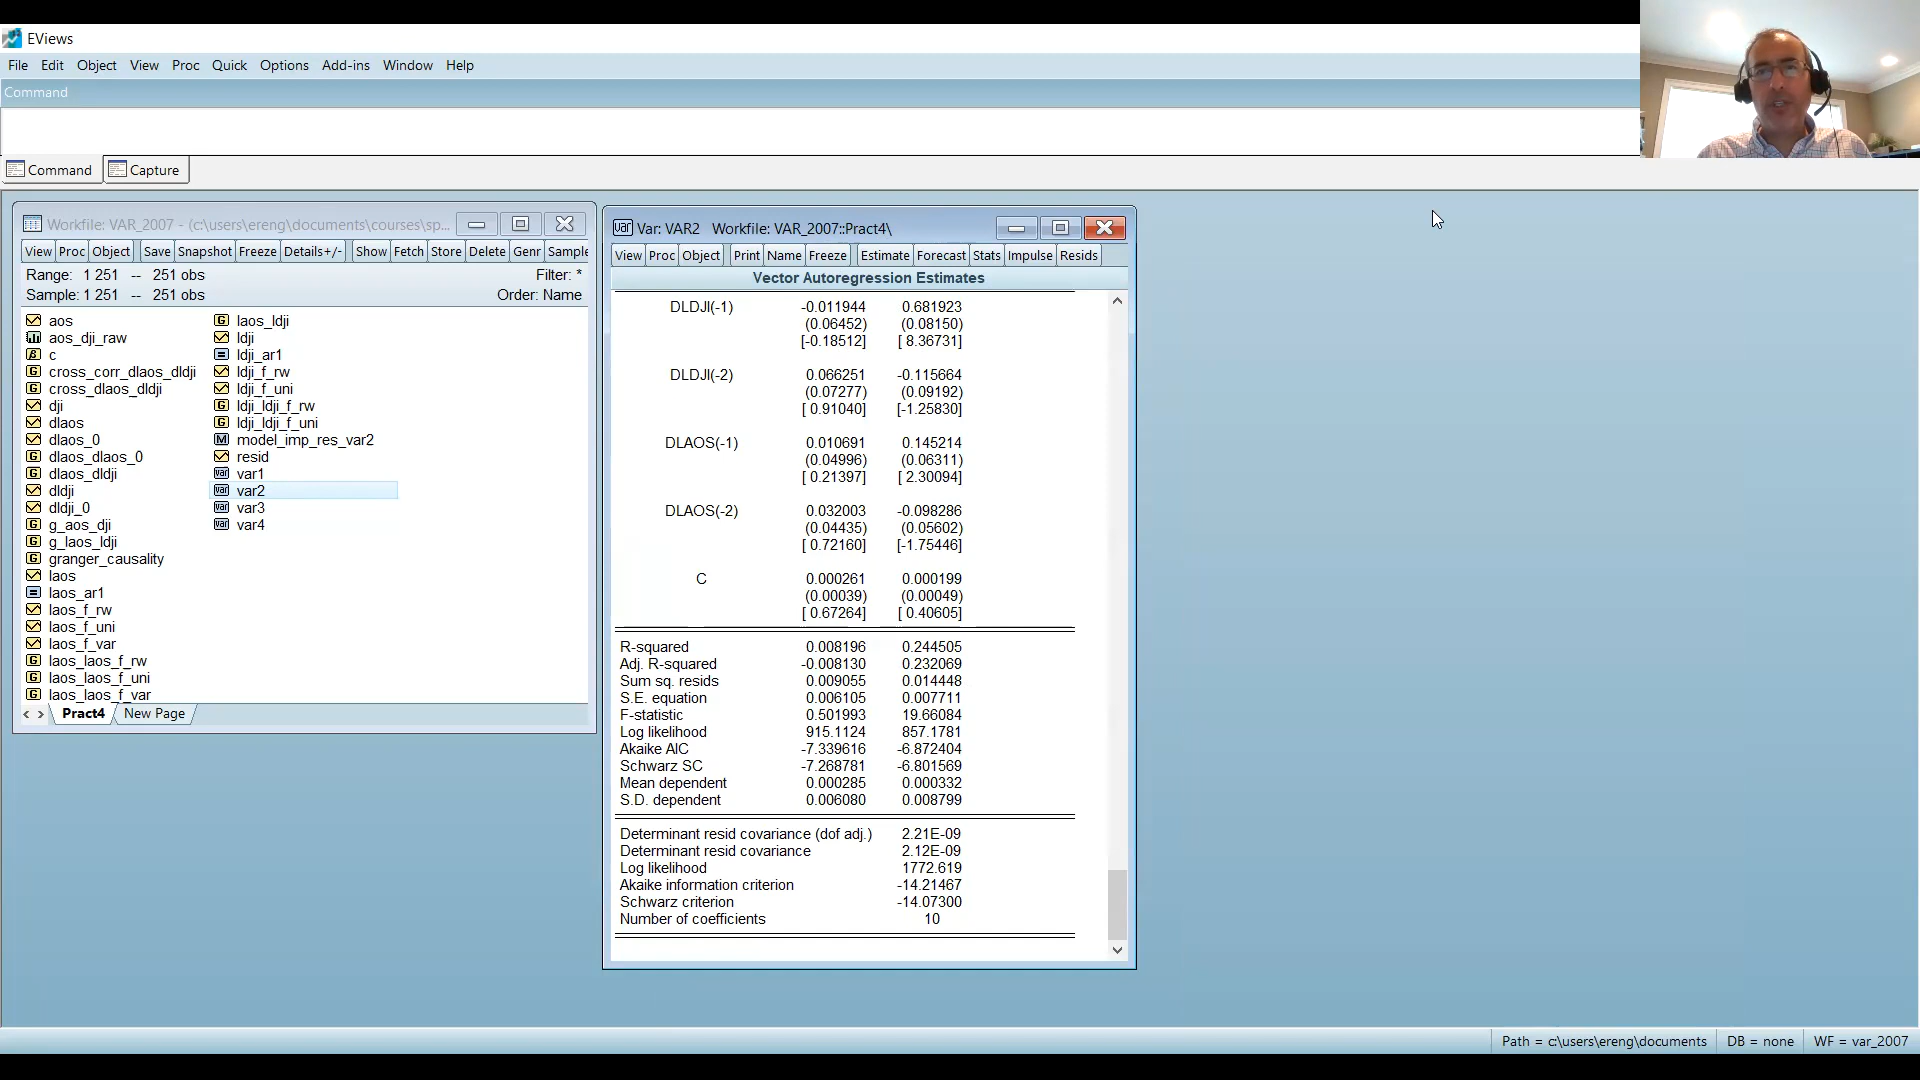 EViews
File Edit Object View Proc Quick Options Add-ins Window Help
Command
Command Capture
Workfile: VAR_2007 - (c:\users\ereng\documents\courses\sp...
View Proc Object Save Snapshot Freeze Details+/- Show Fetch Store Delete Genr Sample
Range: 1 251 -- 251 obs Filter: *
Sample: 1 251 -- 251 obs Order: Name
aos
aos_dji_raw
c
cross_corr_dlaos_dldji
cross_dlaos_dldji
dji
dlaos
dlaos_0
dlaos_dlaos_0
dlaos_dldji
dldji
dldji_0
g_aos_dji
g_laos_ldji
granger_causality
laos
laos_ar1
laos_f_rw
laos_f_uni
laos_f_var
laos_laos_f_rw
laos_laos_f_uni
laos_laos_f_var
laos_ldji
ldji
ldji_ar1
ldji_f_rw
ldji_f_uni
ldji_ldji_f_rw
ldji_ldji_f_uni
model_imp_res_var2
resid
var1
var2
var3
var4
Pract4 New Page
Var: VAR2 Workfile: VAR_2007::Pract4\
View Proc Object Print Name Freeze Estimate Forecast Stats Impulse Resids
Vector Autoregression Estimates
DLDJI(-1) -0.011944 0.681923
(0.06452) (0.08150)
[-0.18512] [ 8.36731]
DLDJI(-2) 0.066251 -0.115664
(0.07277) (0.09192)
[ 0.91040] [-1.25830]
DLAOS(-1) 0.010691 0.145214
(0.04996) (0.06311)
[ 0.21397] [ 2.30094]
DLAOS(-2) 0.032003 -0.098286
(0.04435) (0.05602)
[ 0.72160] [-1.75446]
C 0.000261 0.000199
(0.00039) (0.00049)
[ 0.67264] [ 0.40605]
R-squared 0.008196 0.244505
Adj. R-squared -0.008130 0.232069
Sum sq. resids 0.009055 0.014448
S.E. equation 0.006105 0.007711
F-statistic 0.501993 19.66084
Log likelihood 915.1124 857.1781
Akaike AIC -7.339616 -6.872404
Schwarz SC -7.268781 -6.801569
Mean dependent 0.000285 0.000332
S.D. dependent 0.006080 0.008799
Determinant resid covariance (dof adj.) 2.21E-09
Determinant resid covariance 2.12E-09
Log likelihood 1772.619
Akaike information criterion -14.21467
Schwarz criterion -14.07300
Number of coefficients 10
Path = c:\users\ereng\documents DB = none WF = var_2007